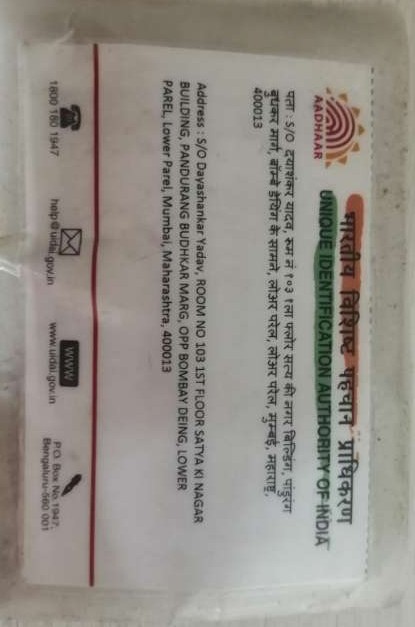 भारतीय विशिष्ट पहचान प्राधिकरण
UNIQUE IDENTIFICATION AUTHORITY OF INDIA
AADHAAR
पता : S/O दयाशंकर यादव, रूम नं १०३ १ला फ्लोर सत्य की नगर बिल्डिंग, पांडुरंग
बुधकर मार्ग, बॉम्बे डेयिंग के सामने, लोअर परेल, लोअर परेल, मुम्बई, महाराष्ट्र,
400013
Address : S/O Dayashankar Yadav, ROOM NO 103 1ST FLOOR SATYA KI NAGAR
BUILDING, PANDURANG BUDHKAR MARG, OPP BOMBAY DEING, LOWER
PAREL, Lower Parel, Mumbai, Maharashtra, 400013
1800 180 1947
help@uidai.gov.in
WWW
www.uidai.gov.in
P.O. Box No.1947,
Bengaluru-560 001